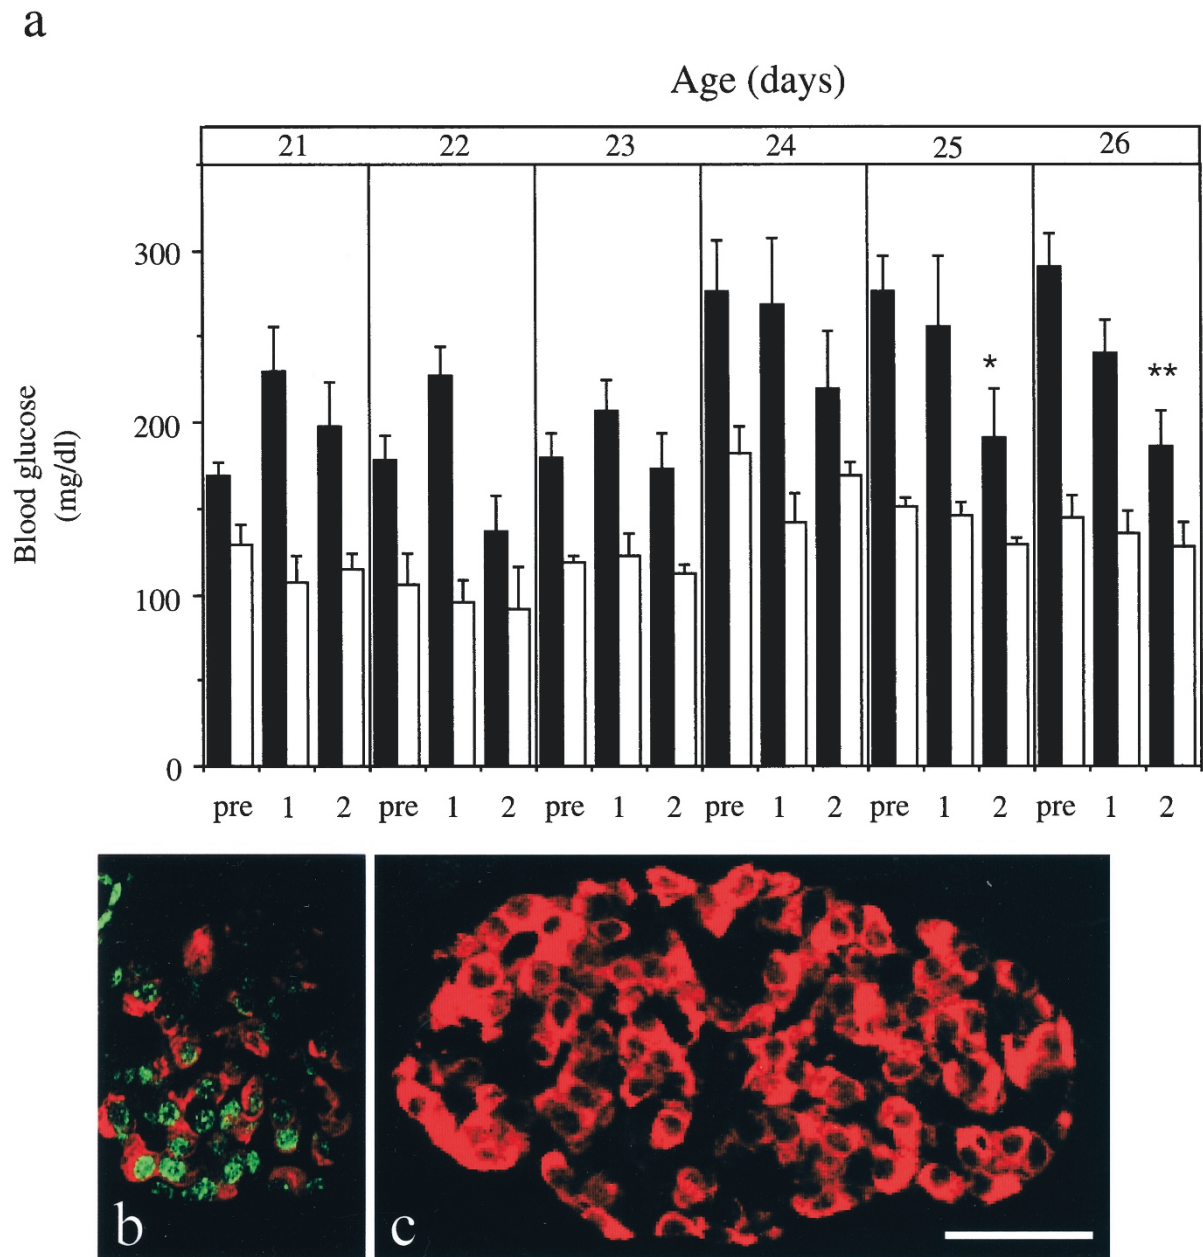 a
Age (days)
21 22 23 24 25 26
300
200
100
0
Blood glucose
(mg/dl)
*
**
pre 1 2 pre 1 2 pre 1 2 pre 1 2 pre 1 2 pre 1 2
b
c